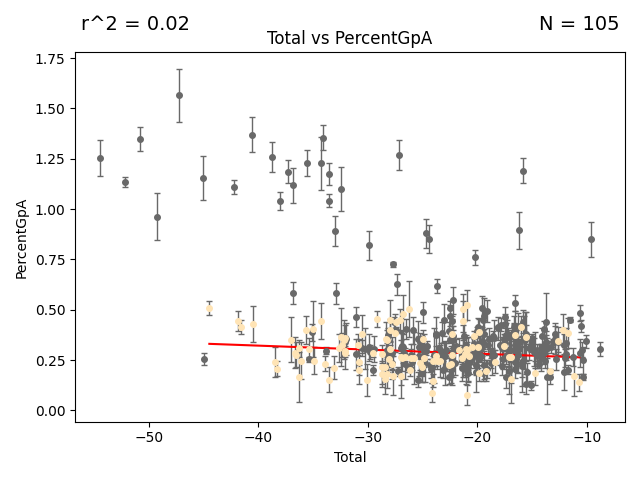 r^2 = 0.02
N = 105
Total vs PercentGpA
PercentGpA
1.75
1.50
1.25
1.00
0.75
0.50
0.25
0.00
−50
−40
−30
−20
−10
Total